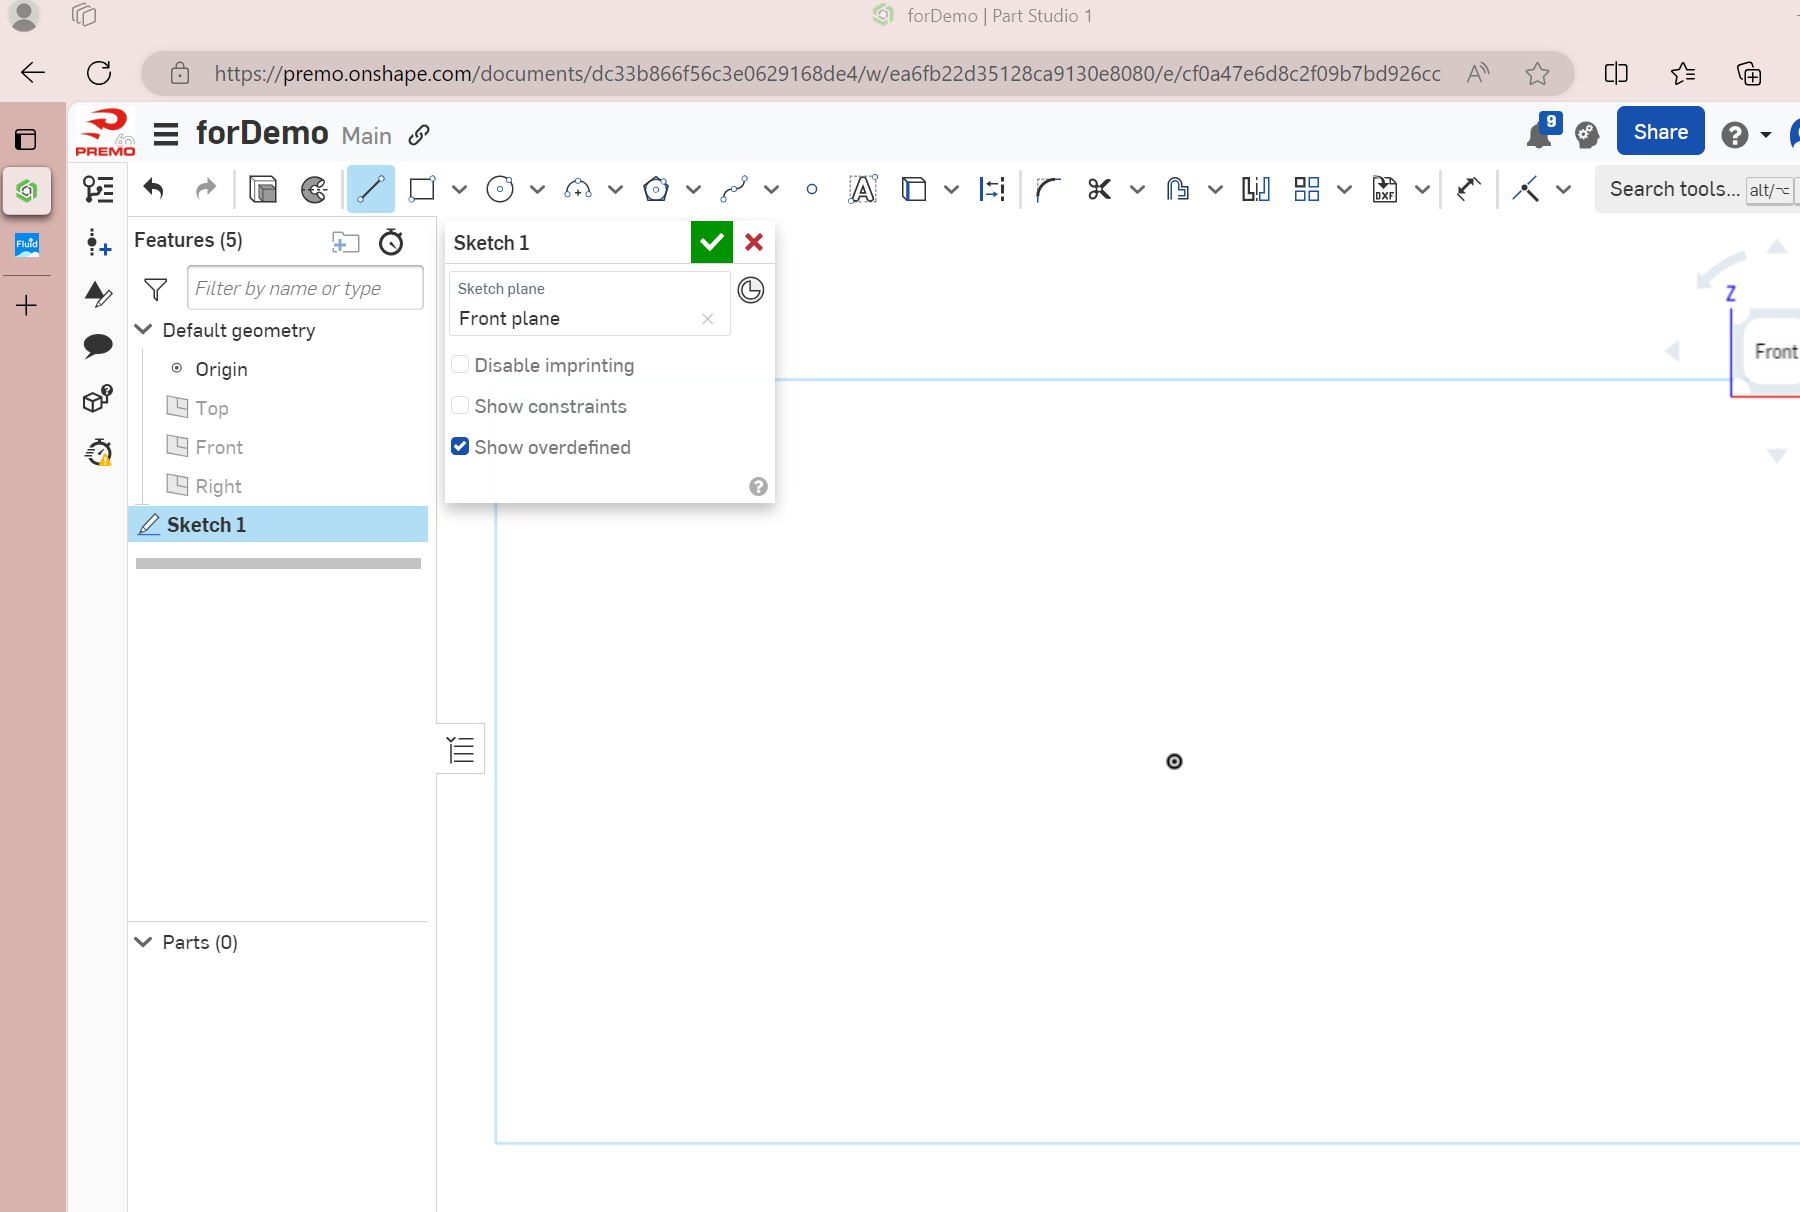 forDemo | Part Studio 1
https://premo.onshape.com/documents/dc33b866f56c3e0629168de4/w/ea6fb22d35128ca9130e8080/e/cf0a47e6d8c2f09b7bd926cc
PREMO
forDemo Main
9
Share
DXF
Search tools... alt/⌥
Fluid
Features (5)
Filter by name or type
Default geometry
Origin
Top
Front
Right
Sketch 1
Parts (0)
Sketch 1
Sketch plane
Front plane
Disable imprinting
Show constraints
Show overdefined
Z
Front